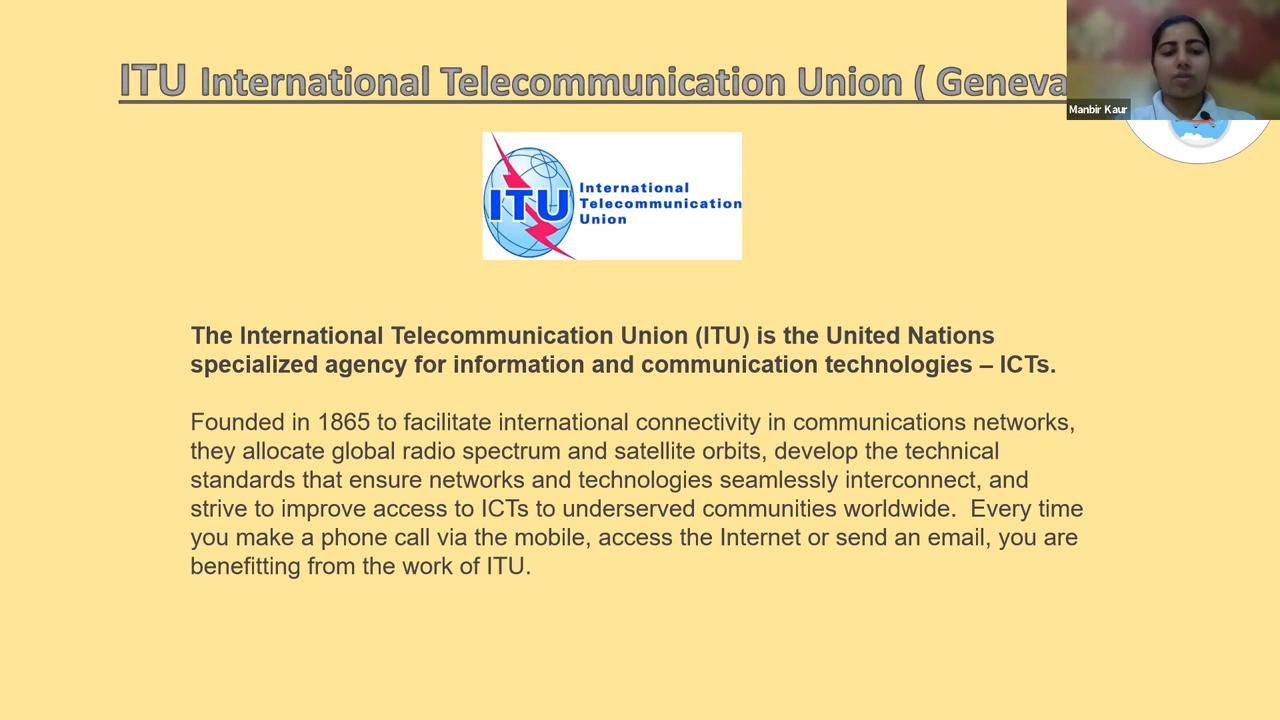 ITU International Telecommunication Union ( Geneva
Manbir Kaur
ITU
International
Telecommunication
Union
The International Telecommunication Union (ITU) is the United Nations
specialized agency for information and communication technologies – ICTs.
Founded in 1865 to facilitate international connectivity in communications networks,
they allocate global radio spectrum and satellite orbits, develop the technical
standards that ensure networks and technologies seamlessly interconnect, and
strive to improve access to ICTs to underserved communities worldwide.  Every time
you make a phone call via the mobile, access the Internet or send an email, you are
benefitting from the work of ITU.